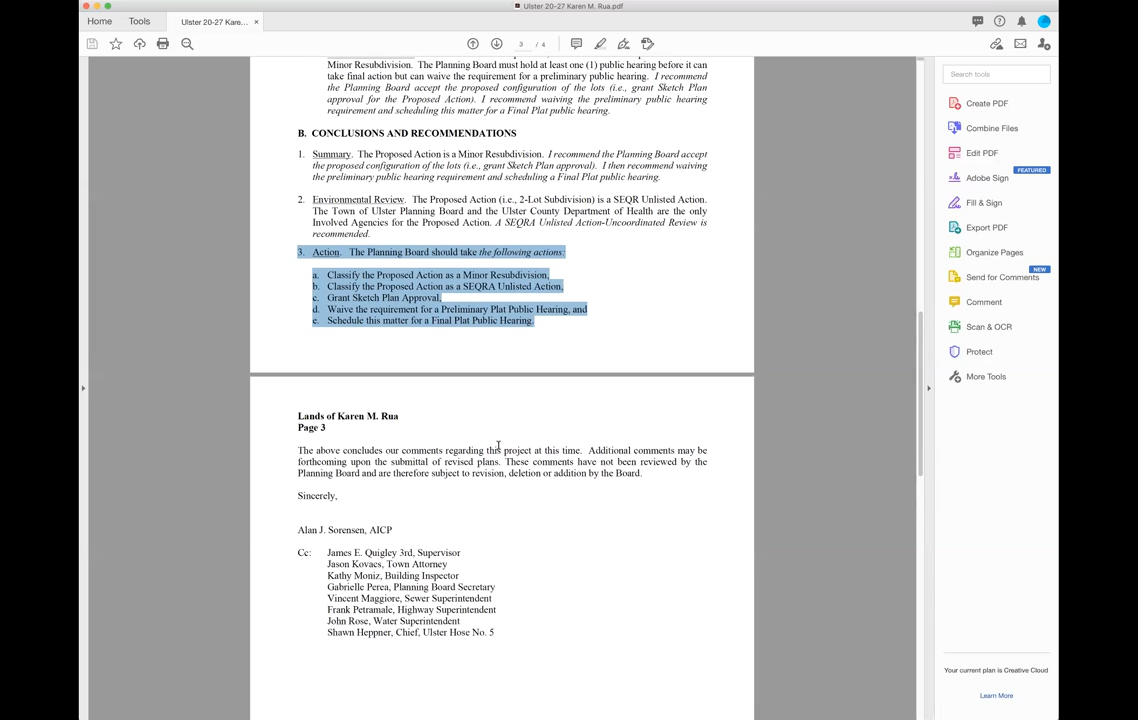 Ulster 20-27 Karen M. Rua.pdf
Home
Tools
Ulster 20-27 Kare...
×
3 / 4
Minor Resubdivision. The Planning Board must hold at least one (1) public hearing before it can
take final action but can waive the requirement for a preliminary public hearing. I recommend
the Planning Board accept the proposed configuration of the lots (i.e., grant Sketch Plan
approval for the Proposed Action). I recommend waiving the preliminary public hearing
requirement and scheduling this matter for a Final Plat public hearing.
B. CONCLUSIONS AND RECOMMENDATIONS
1. Summary. The Proposed Action is a Minor Resubdivision. I recommend the Planning Board accept
the proposed configuration of the lots (i.e., grant Sketch Plan approval). I then recommend waiving
the preliminary public hearing requirement and scheduling a Final Plat public hearing.
2. Environmental Review. The Proposed Action (i.e., 2-Lot Subdivision) is a SEQR Unlisted Action.
The Town of Ulster Planning Board and the Ulster County Department of Health are the only
Involved Agencies for the Proposed Action. A SEQRA Unlisted Action-Uncoordinated Review is
recommended.
3. Action. The Planning Board should take the following actions:
a. Classify the Proposed Action as a Minor Resubdivision,
b. Classify the Proposed Action as a SEQRA Unlisted Action,
c. Grant Sketch Plan Approval,
d. Waive the requirement for a Preliminary Plat Public Hearing, and
e. Schedule this matter for a Final Plat Public Hearing.
Lands of Karen M. Rua
Page 3
The above concludes our comments regarding this project at this time. Additional comments may be
forthcoming upon the submittal of revised plans. These comments have not been reviewed by the
Planning Board and are therefore subject to revision, deletion or addition by the Board.
Sincerely,
Alan J. Sorensen, AICP
Cc: James E. Quigley 3rd, Supervisor
Jason Kovacs, Town Attorney
Kathy Moniz, Building Inspector
Gabrielle Perea, Planning Board Secretary
Vincent Maggiore, Sewer Superintendent
Frank Petramale, Highway Superintendent
John Rose, Water Superintendent
Shawn Heppner, Chief, Ulster Hose No. 5
Search tools
Create PDF
Combine Files
Edit PDF
FEATURED
Adobe Sign
Fill & Sign
Export PDF
Organize Pages
NEW
Send for Comments
Comment
Scan & OCR
Protect
More Tools
Your current plan is Creative Cloud
Learn More